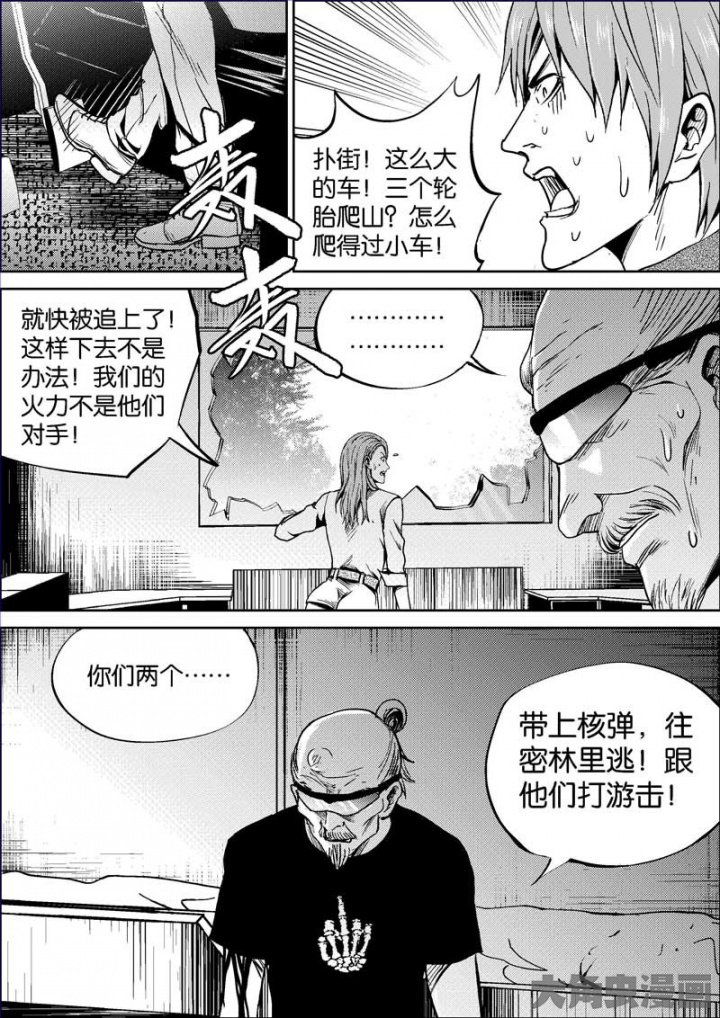 轰
轰
扑街！这么大
的车！三个轮
胎爬山？怎么
爬得过小车！
就快被追上了！
这样下去不是
办法！我们的
火力不是他们
对手！
…………
…………
你们两个……
带上核弹，往
密林里逃！跟
他们打游击！
大角虫漫画